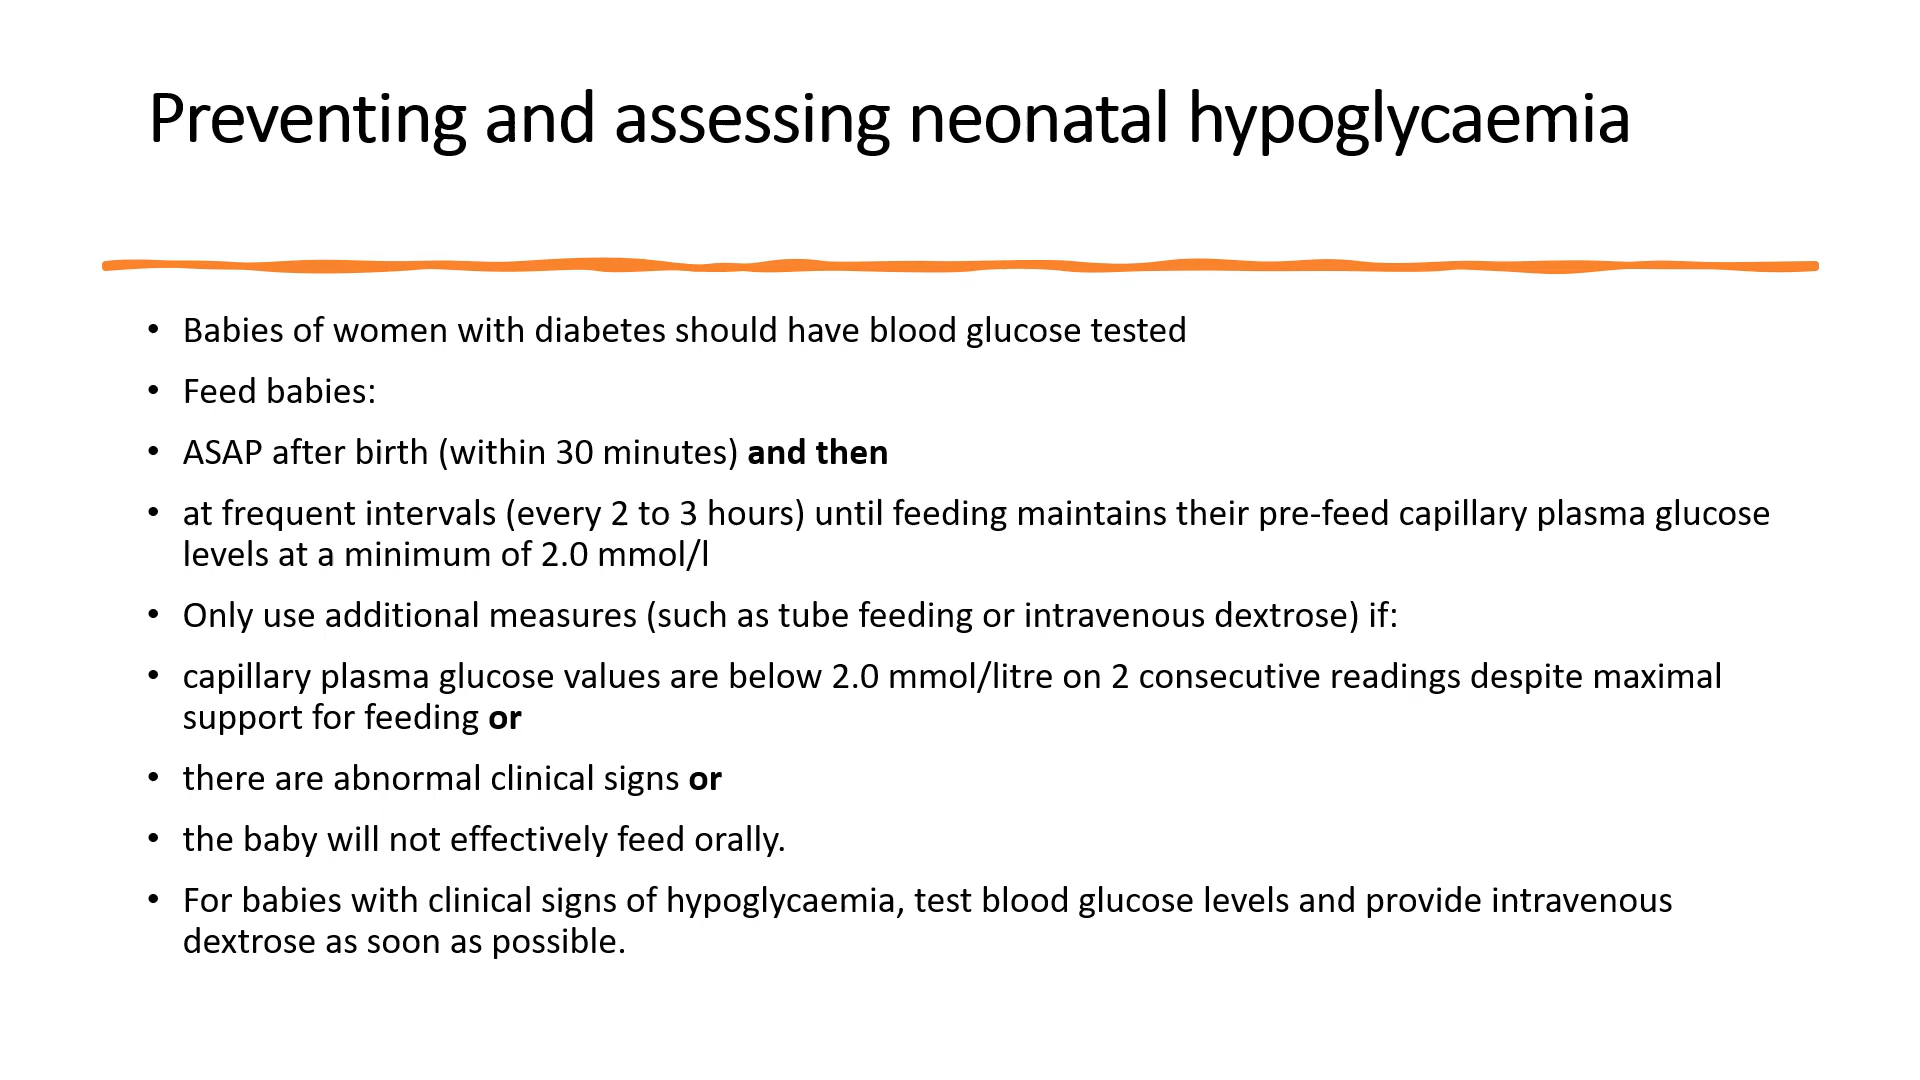 Preventing and assessing neonatal hypoglycaemia
• Babies of women with diabetes should have blood glucose tested
• Feed babies:
• ASAP after birth (within 30 minutes) and then
• at frequent intervals (every 2 to 3 hours) until feeding maintains their pre-feed capillary plasma glucose
levels at a minimum of 2.0 mmol/l
• Only use additional measures (such as tube feeding or intravenous dextrose) if:
• capillary plasma glucose values are below 2.0 mmol/litre on 2 consecutive readings despite maximal
support for feeding or
• there are abnormal clinical signs or
• the baby will not effectively feed orally.
• For babies with clinical signs of hypoglycaemia, test blood glucose levels and provide intravenous
dextrose as soon as possible.